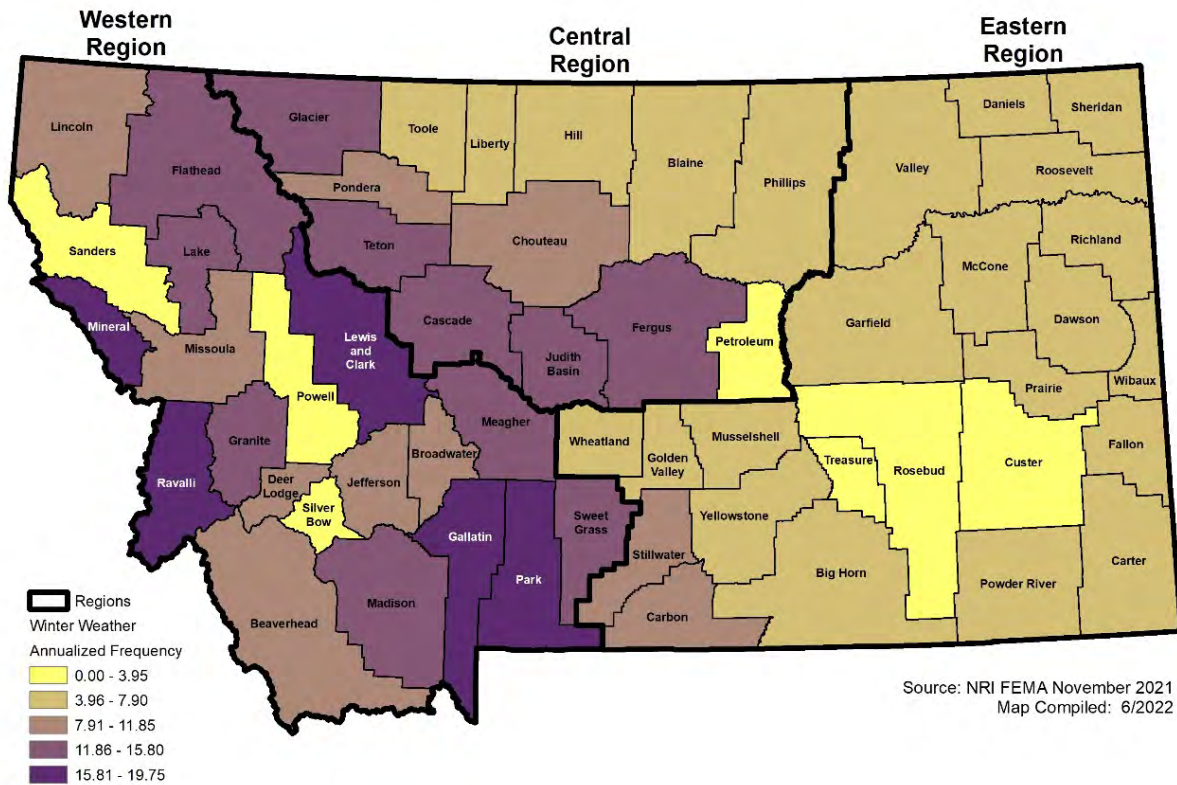 Western
Region
Central
Region
Eastern
Region
Lincoln
Flathead
Glacier
Toole
Liberty
Hill
Blaine
Phillips
Valley
Daniels
Sheridan
Roosevelt
Pondera
Sanders
Lake
Teton
Chouteau
Richland
McCone
Mineral
Missoula
Powell
Lewis
and
Clark
Cascade
Judith
Basin
Fergus
Petroleum
Garfield
Dawson
Prairie
Wibaux
Ravalli
Granite
Deer
Lodge
Silver
Bow
Jefferson
Broadwater
Meagher
Wheatland
Golden
Valley
Musselshell
Treasure
Rosebud
Custer
Fallon
Gallatin
Park
Sweet
Grass
Stillwater
Yellowstone
Big Horn
Powder River
Carter
Beaverhead
Madison
Carbon
Regions
Winter Weather
Annualized Frequency
0.00 - 3.95
3.96 - 7.90
7.91 - 11.85
11.86 - 15.80
15.81 - 19.75
Source: NRI FEMA November 2021
Map Compiled: 6/2022